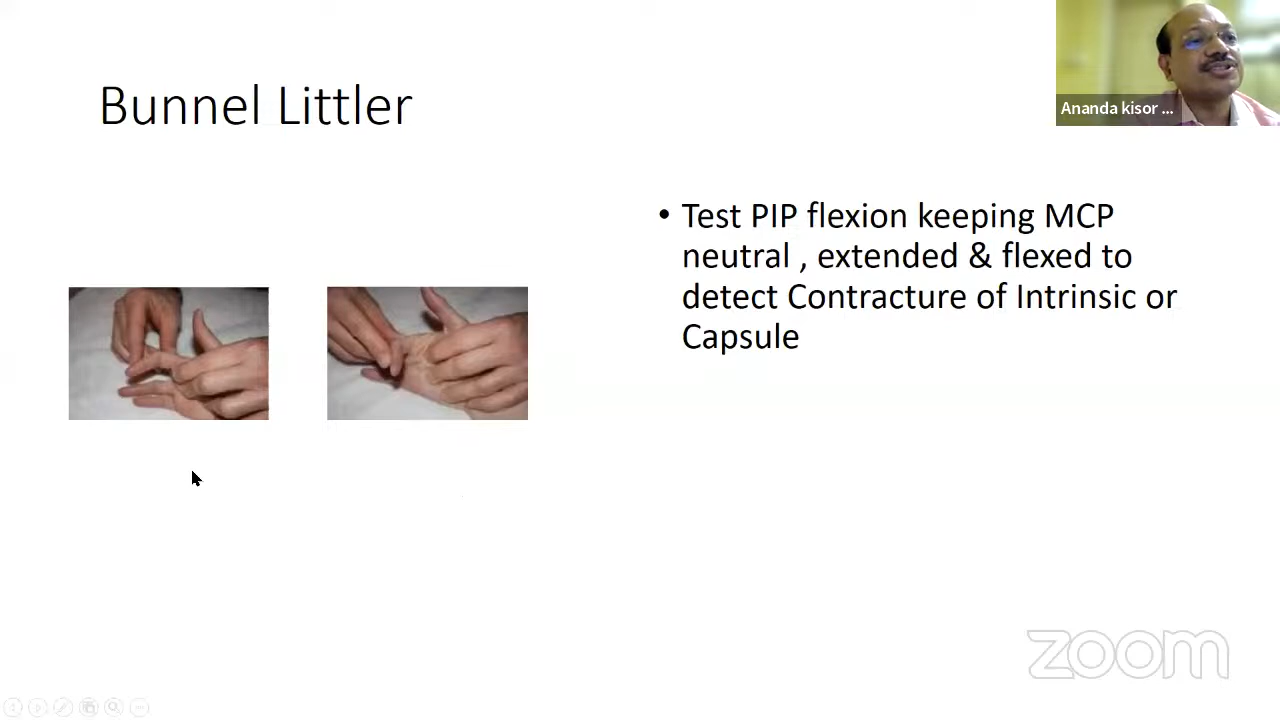 Bunnel Littler
Ananda kisor ...
• Test PIP flexion keeping MCP
neutral , extended & flexed to
detect Contracture of Intrinsic or
Capsule
zoom